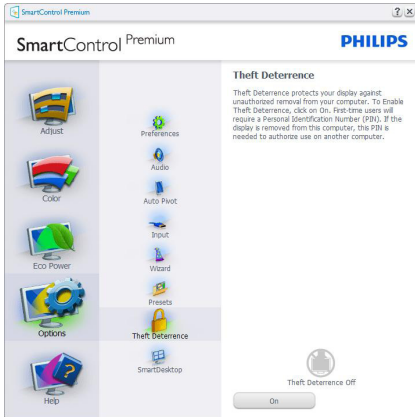 SmartControl Premium
SmartControl Premium
PHILIPS
Adjust
Color
Eco Power
Options
Help
Preferences
Audio
Auto Pivot
Input
Wizard
Presets
Theft Deterrence
SmartDesktop
Theft Deterrence
Theft Deterrence protects your display against
unauthorized removal from your computer. To Enable
Theft Deterrence, click on On. First-time users will
require a Personal Identification Number (PIN). If the
display is removed from this computer, this PIN is
needed to authorize use on another computer.
Theft Deterrence Off
On